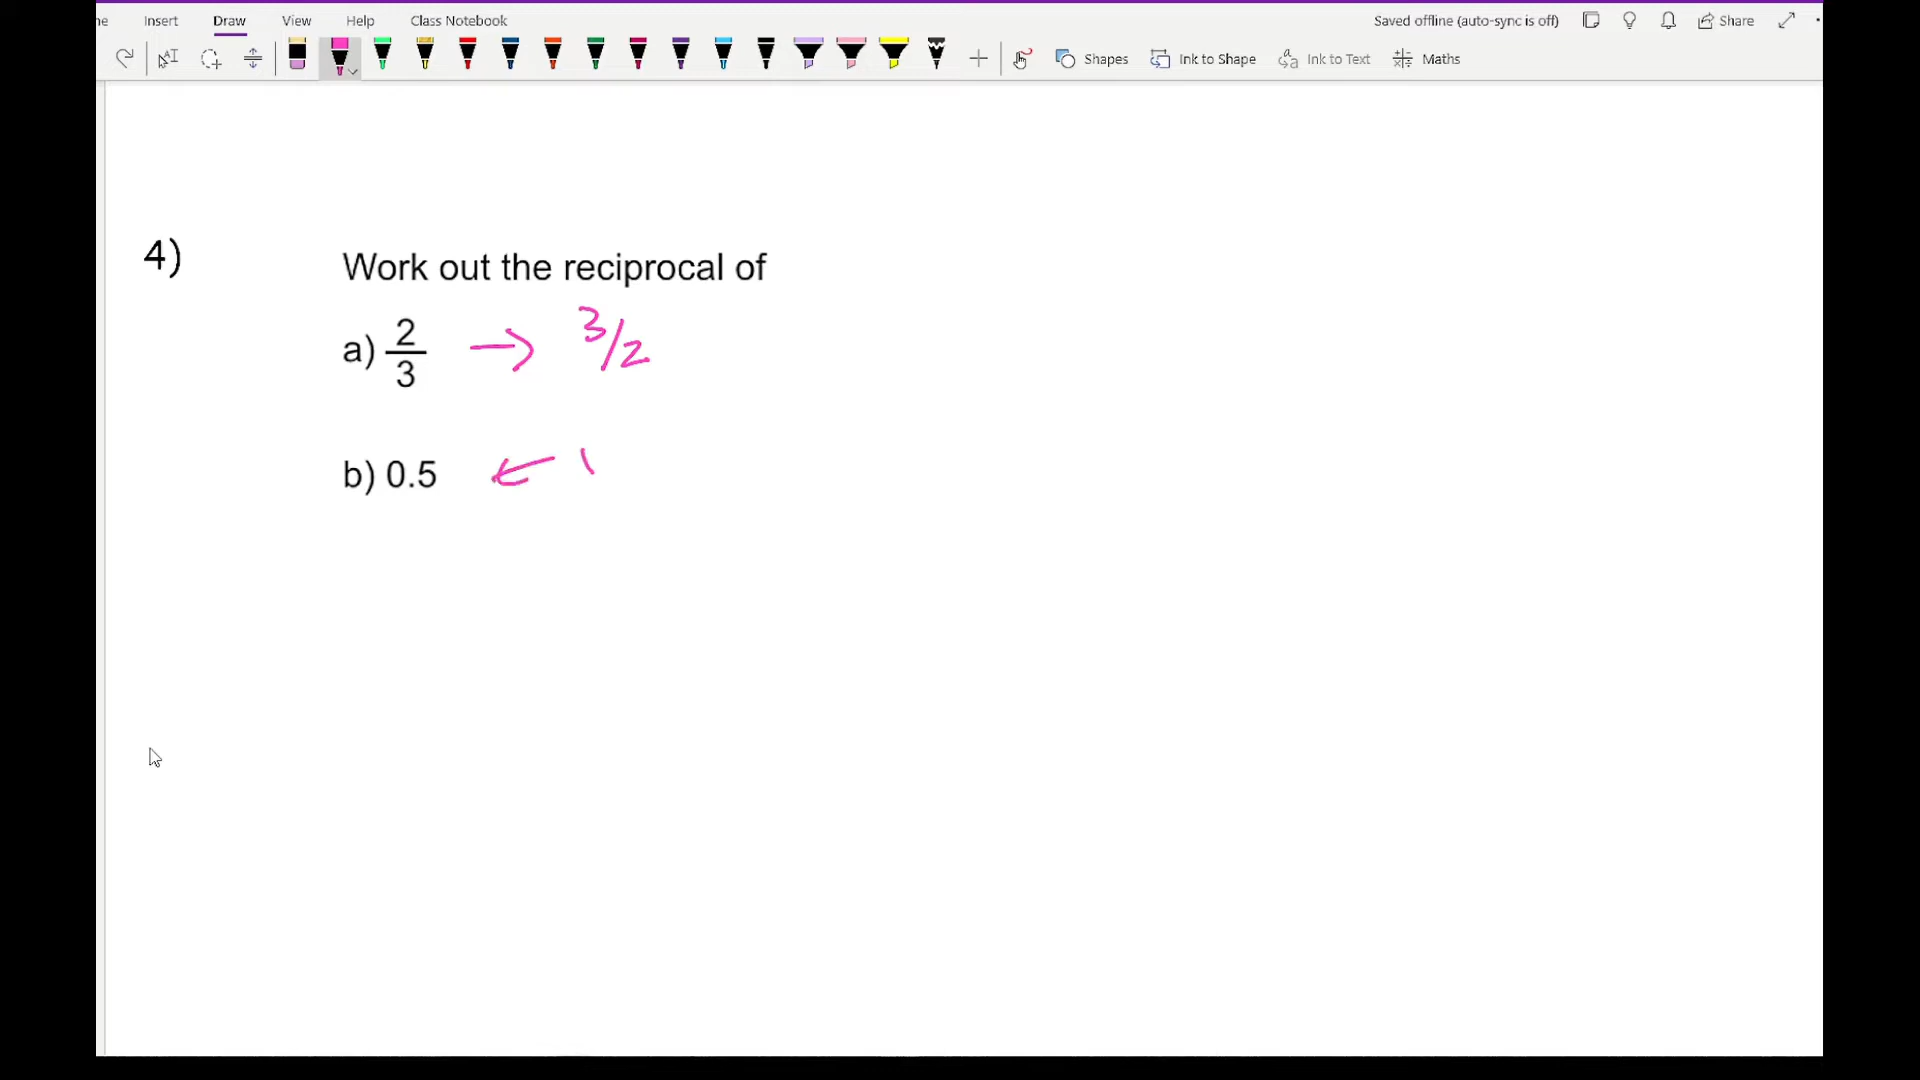 Insert Draw View Help Class Notebook Saved offline (auto-sync is off) Share
Shapes Ink to Shape Ink to Text Maths
4) Work out the reciprocal of
a) 2/3 → 3/2
b) 0.5 ←